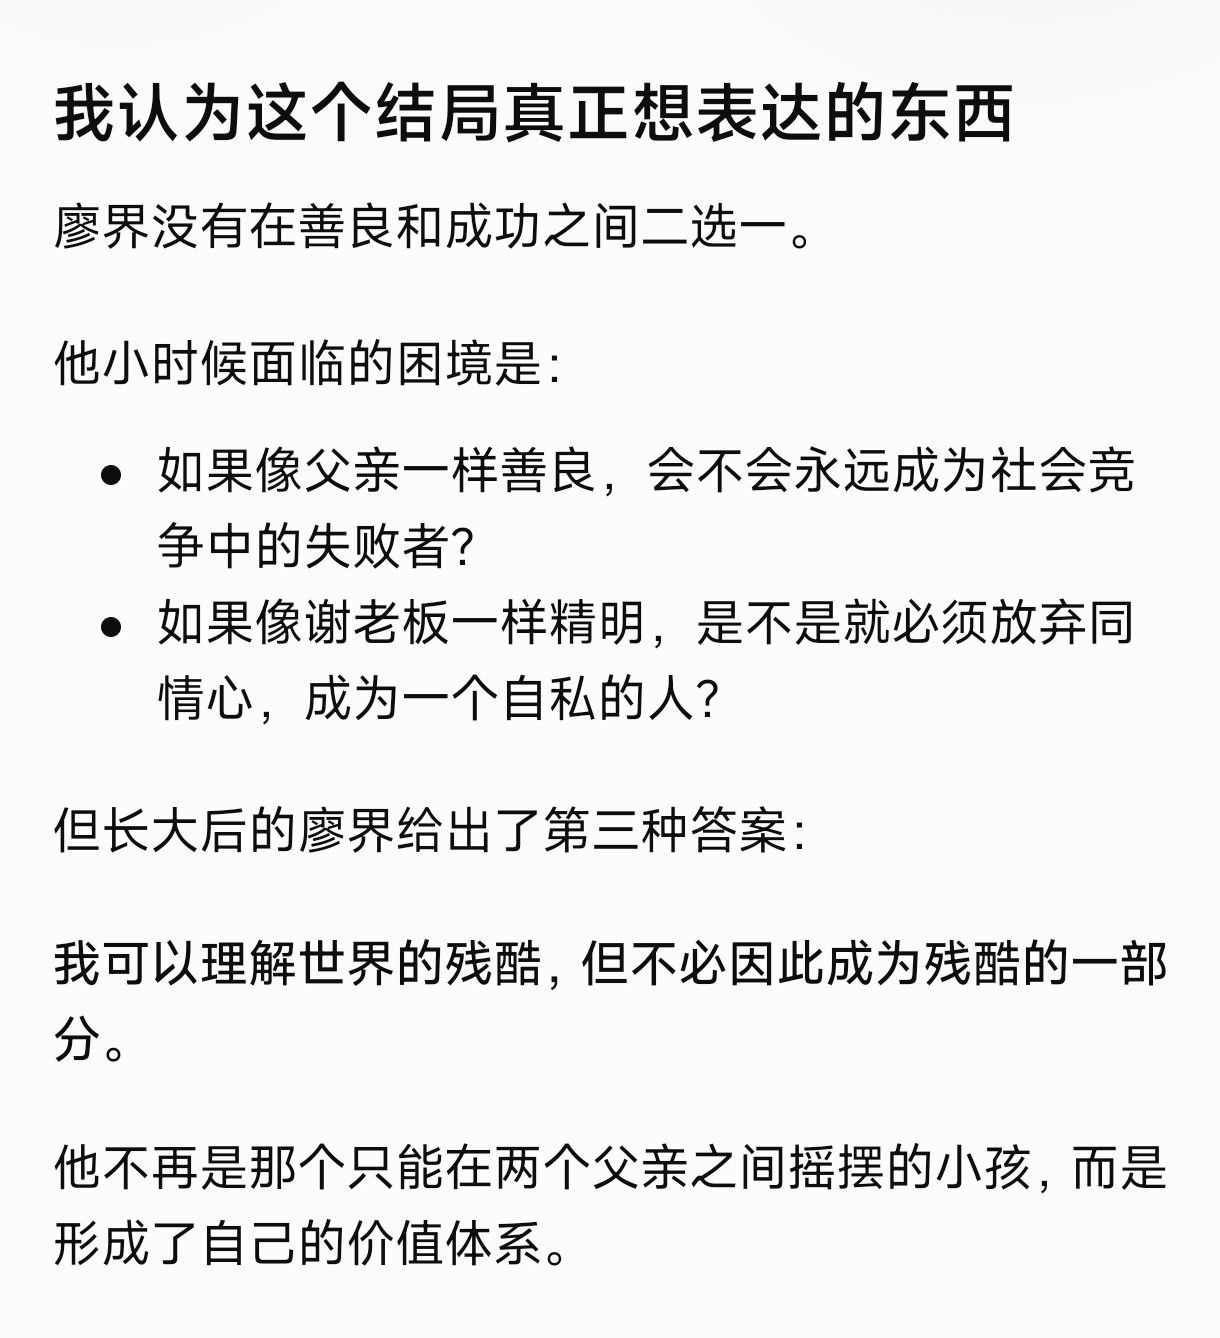 我认为这个结局真正想表达的东西
廖界没有在善良和成功之间二选一。
他小时候面临的困境是：
• 如果像父亲一样善良，会不会永远成为社会竞
争中的失败者？
• 如果像谢老板一样精明，是不是就必须放弃同
情心，成为一个自私的人？
但长大后的廖界给出了第三种答案：
我可以理解世界的残酷，但不必因此成为残酷的一部
分。
他不再是那个只能在两个父亲之间摇摆的小孩，而是
形成了自己的价值体系。